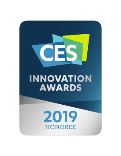 CES
INNOVATION
AWARDS
2019
HONOREE